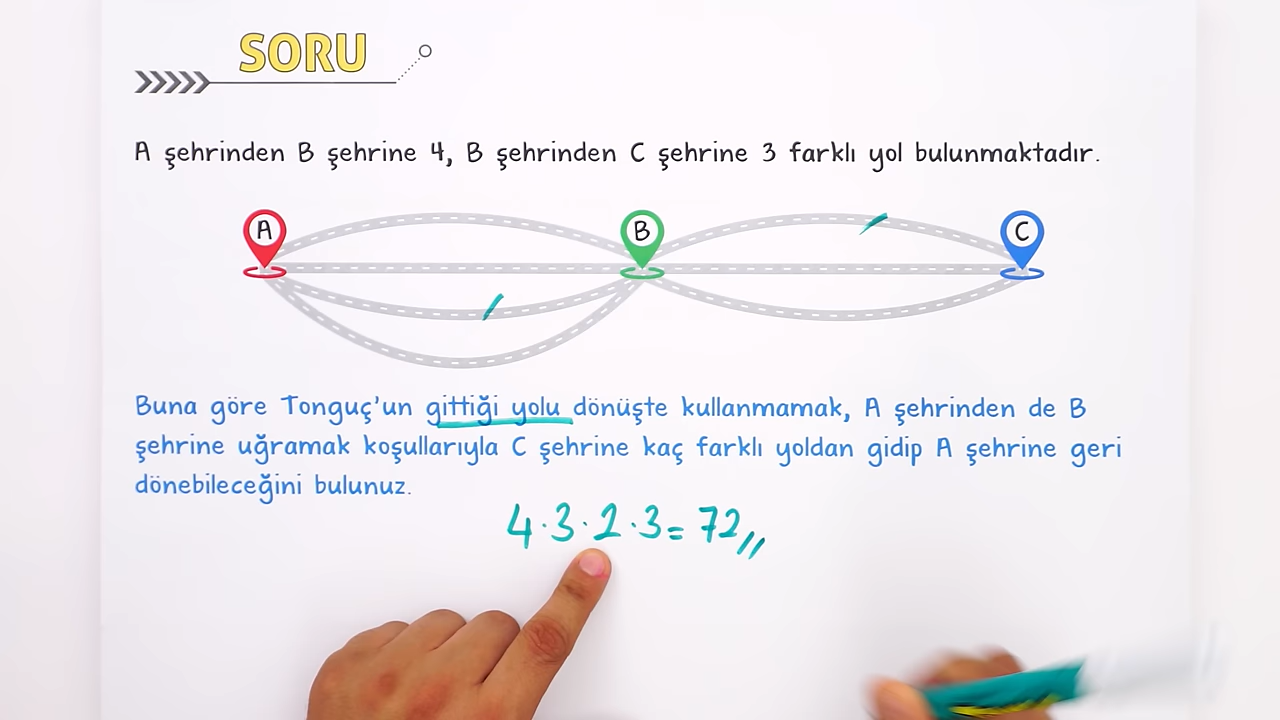 SORU
A şehrinden B şehrine 4, B şehrinden C şehrine 3 farklı yol bulunmaktadır.
A B C
Buna göre Tonguç'un gittiği yolu dönüşte kullanmamak, A şehrinden de B
şehrine uğramak koşullarıyla C şehrine kaç farklı yoldan gidip A şehrine geri
dönebileceğini bulunuz.
4·3·2·3=72,,